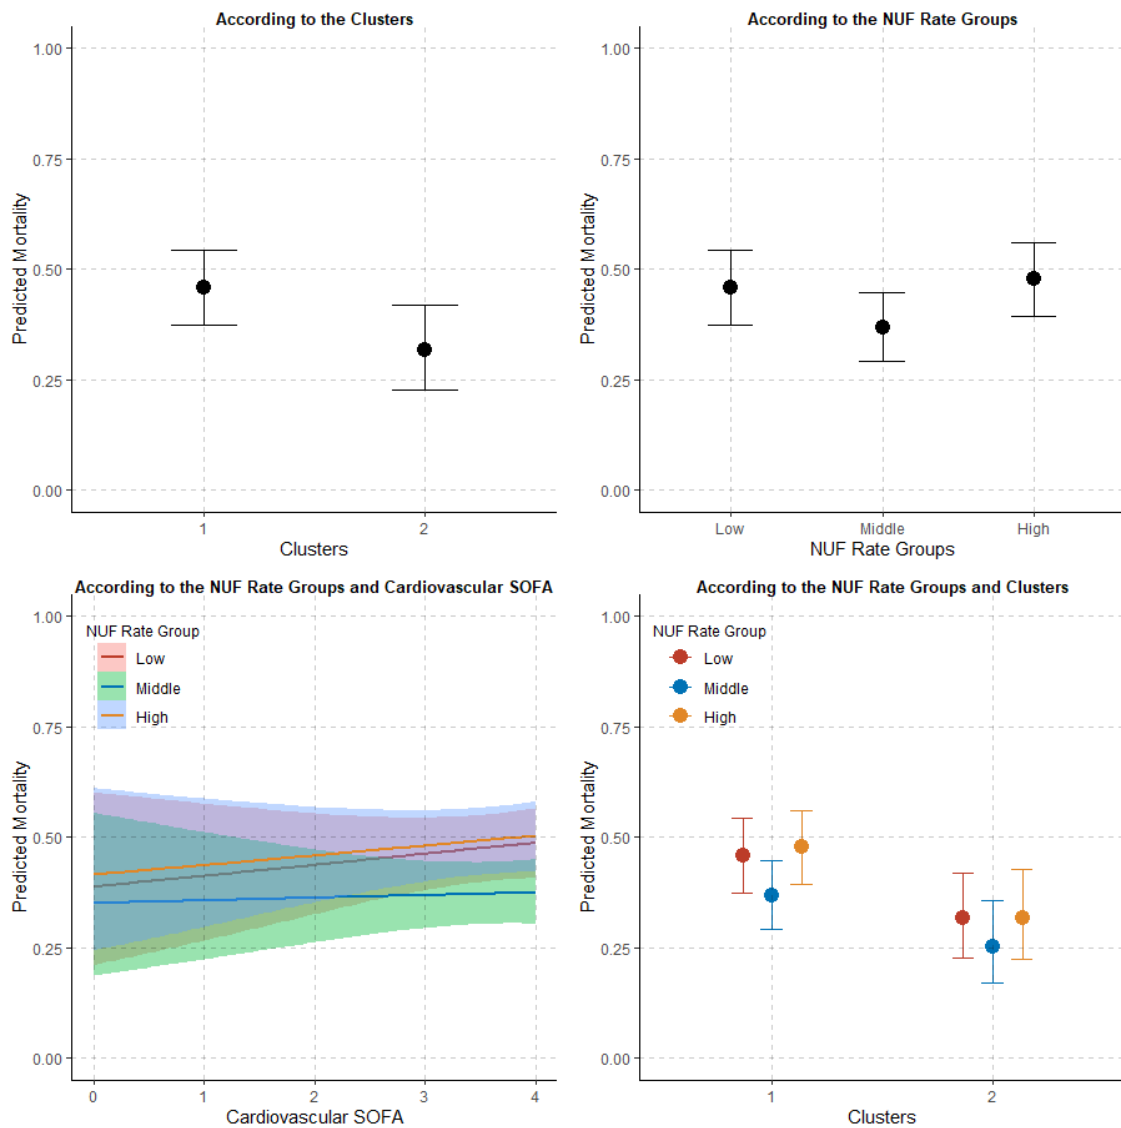 According to the Clusters
1.00
0.75
0.50
0.25
0.00
Predicted Mortality
1
2
Clusters
According to the NUF Rate Groups
1.00
0.75
0.50
0.25
0.00
Predicted Mortality
Low
Middle
High
NUF Rate Groups
According to the NUF Rate Groups and Cardiovascular SOFA
NUF Rate Group
Low
Middle
High
1.00
0.75
0.50
0.25
0.00
Predicted Mortality
0
1
2
3
4
Cardiovascular SOFA
According to the NUF Rate Groups and Clusters
NUF Rate Group
Low
Middle
High
1.00
0.75
0.50
0.25
0.00
Predicted Mortality
1
2
Clusters